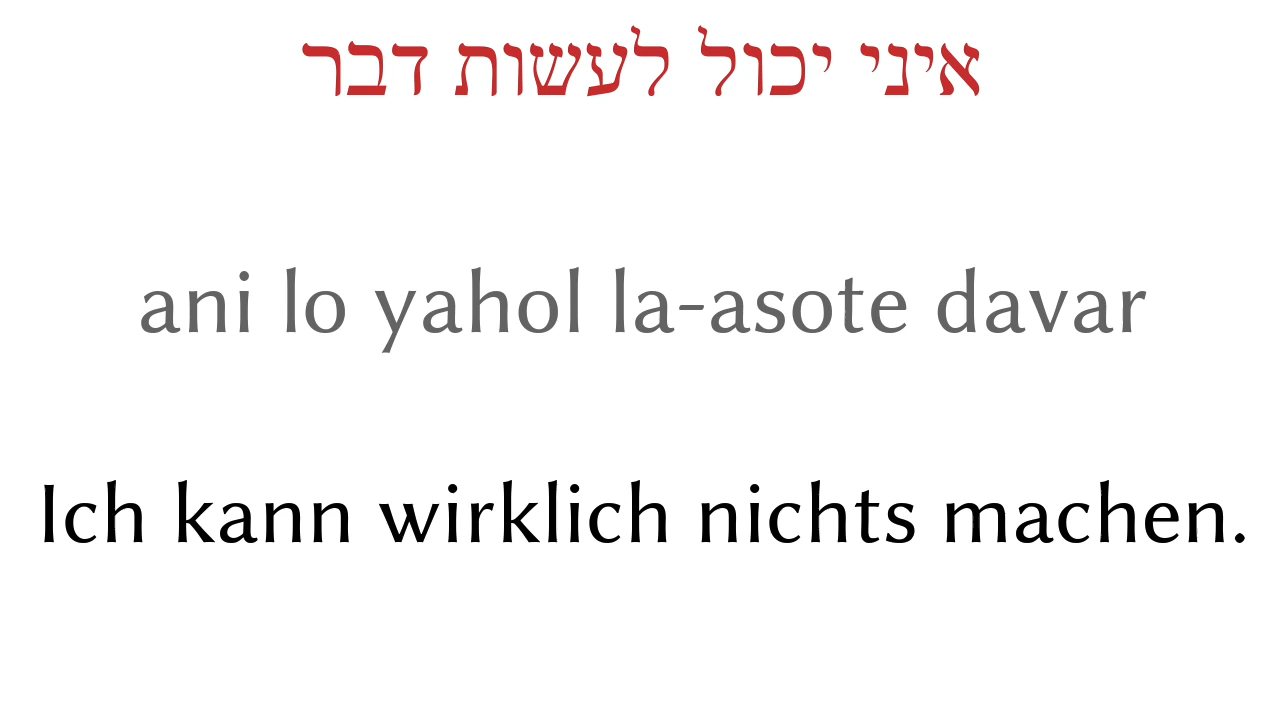 איני יכול לעשות דבר
ani lo yahol la-asote davar
Ich kann wirklich nichts machen.